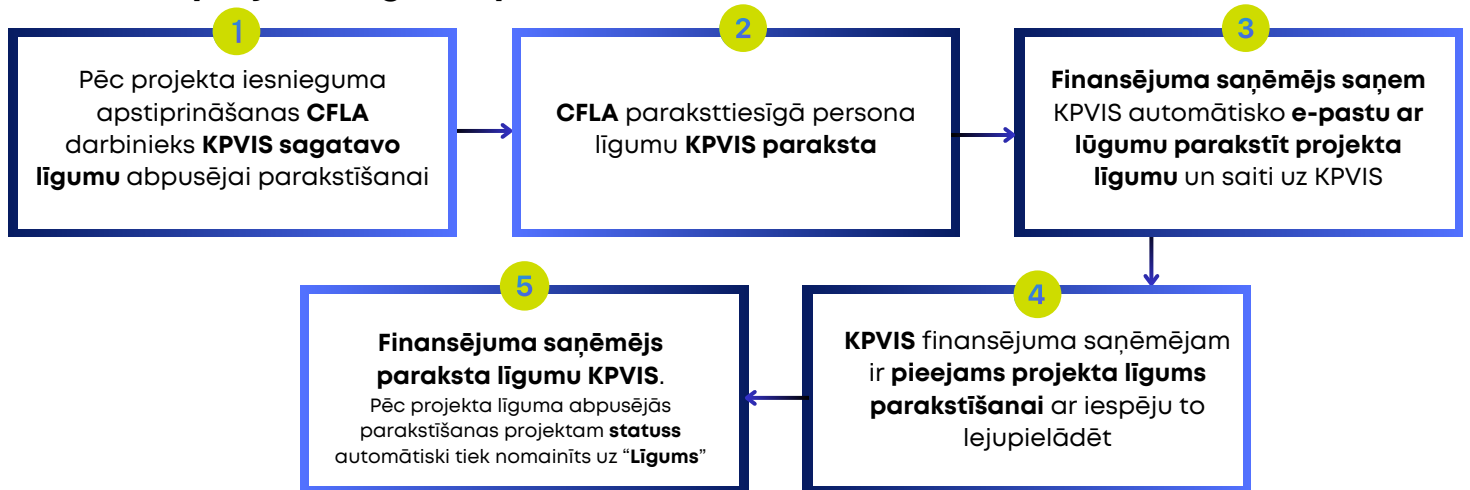 1
Pēc projekta iesnieguma
apstiprināšanas CFLA
darbinieks KPVIS sagatavo
līgumu abpusējai parakstīšanai
2
CFLA paraksttiesīgā persona
līgumu KPVIS paraksta
3
Finansējuma saņēmējs saņem
KPVIS automātisko e-pastu ar
lūgumu parakstīt projekta
līgumu un saiti uz KPVIS
4
KPVIS finansējuma saņēmējam
ir pieejams projekta līgums
parakstīšanai ar iespēju to
lejupielādēt
5
Finansējuma saņēmējs
paraksta līgumu KPVIS.
Pēc projekta līguma abpusējās
parakstīšanas projektam statuss
automātiski tiek nomainīts uz “Līgums”